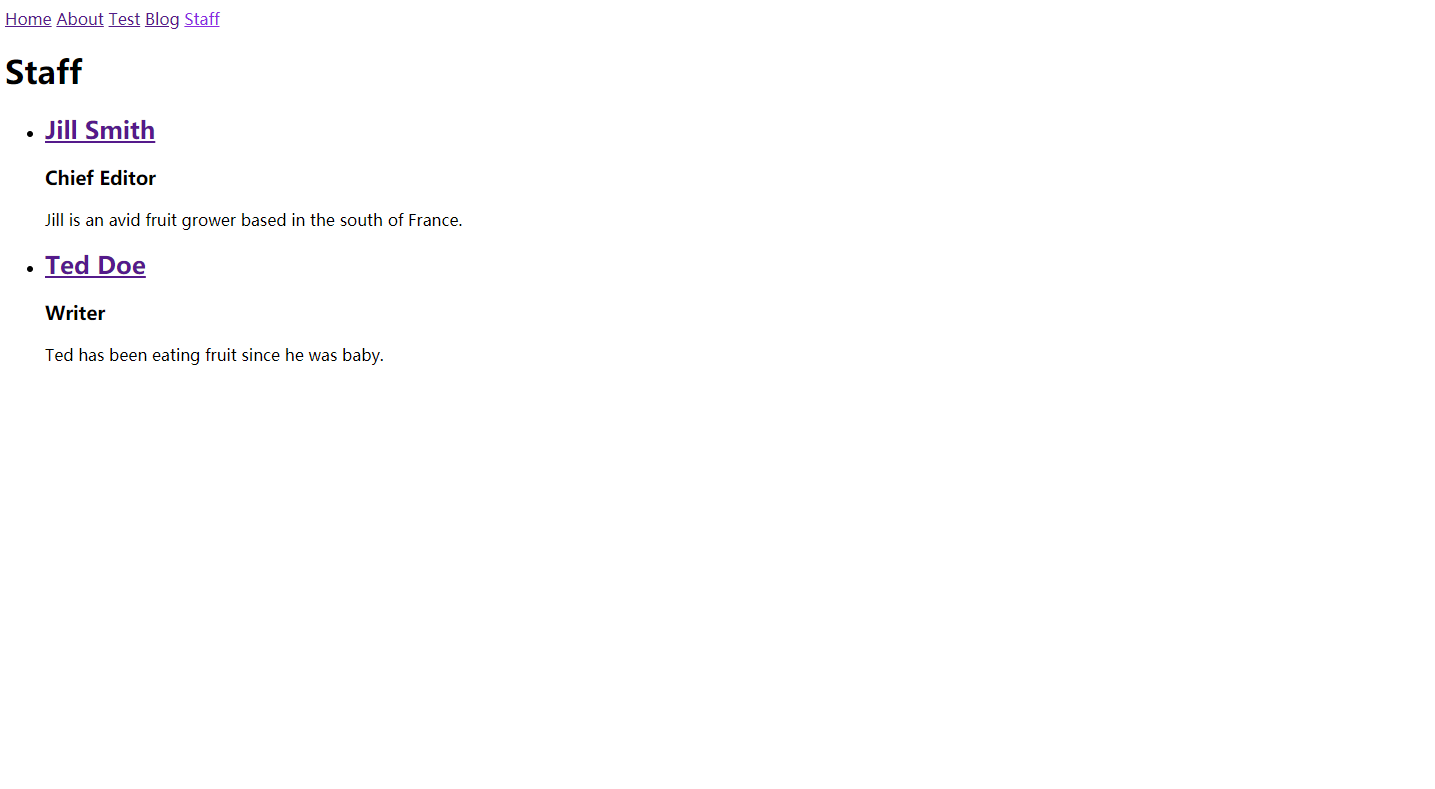 Home About Test Blog Staff
Staff
Jill Smith
Chief Editor
Jill is an avid fruit grower based in the south of France.
Ted Doe
Writer
Ted has been eating fruit since he was baby.